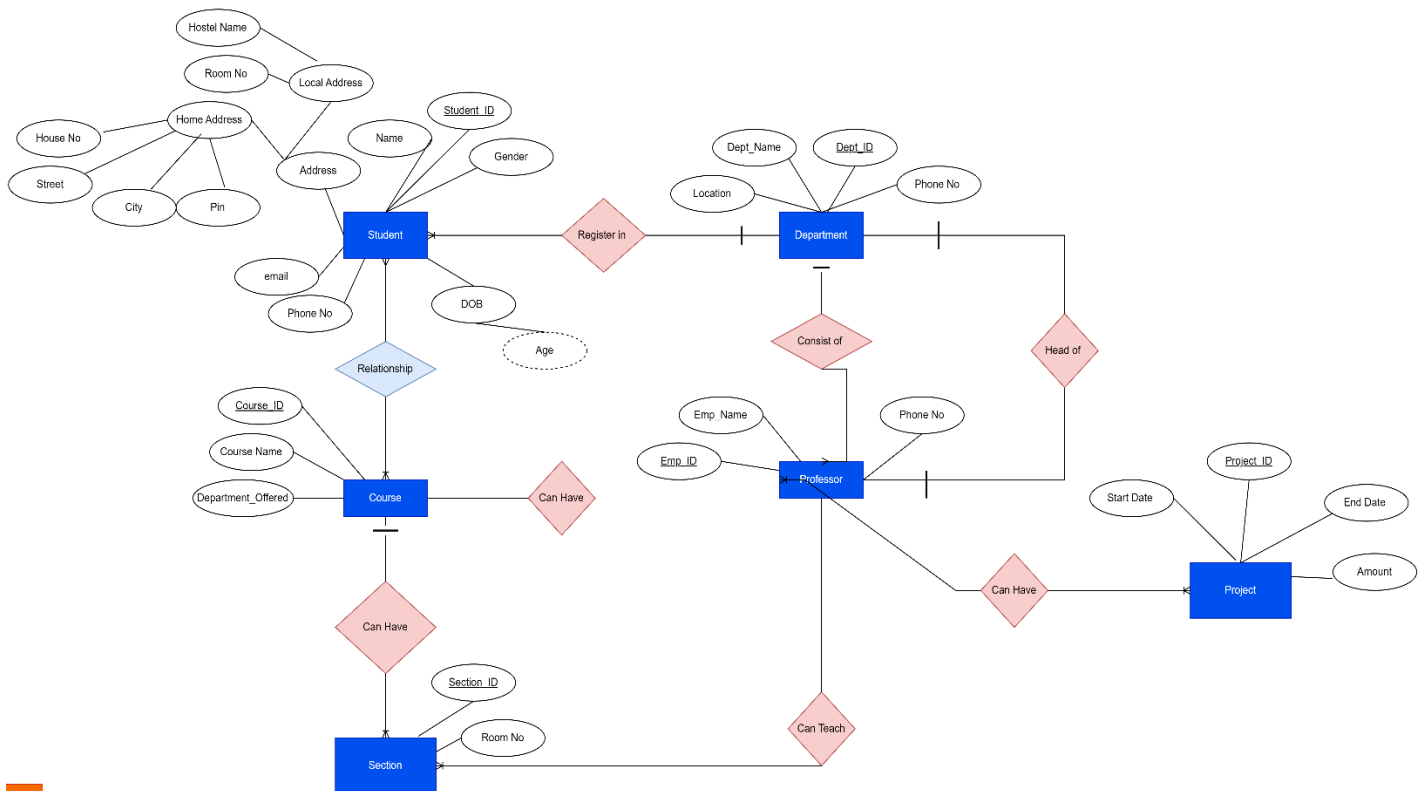 Hostel Name
Room No
Local Address
Home Address
House No
Street
City
Pin
Address
Name
Student_ID
Gender
Student
email
Phone No
DOB
Age
Register in
Dept_Name
Dept_ID
Location
Phone No
Department
Consist of
Head of
Relationship
Course_ID
Course Name
Department_Offered
Course
Can Have
Emp_Name
Phone No
Emp_ID
Professor
Project_ID
Start Date
End Date
Amount
Project
Can Have
Can Have
Section_ID
Room No
Section
Can Teach